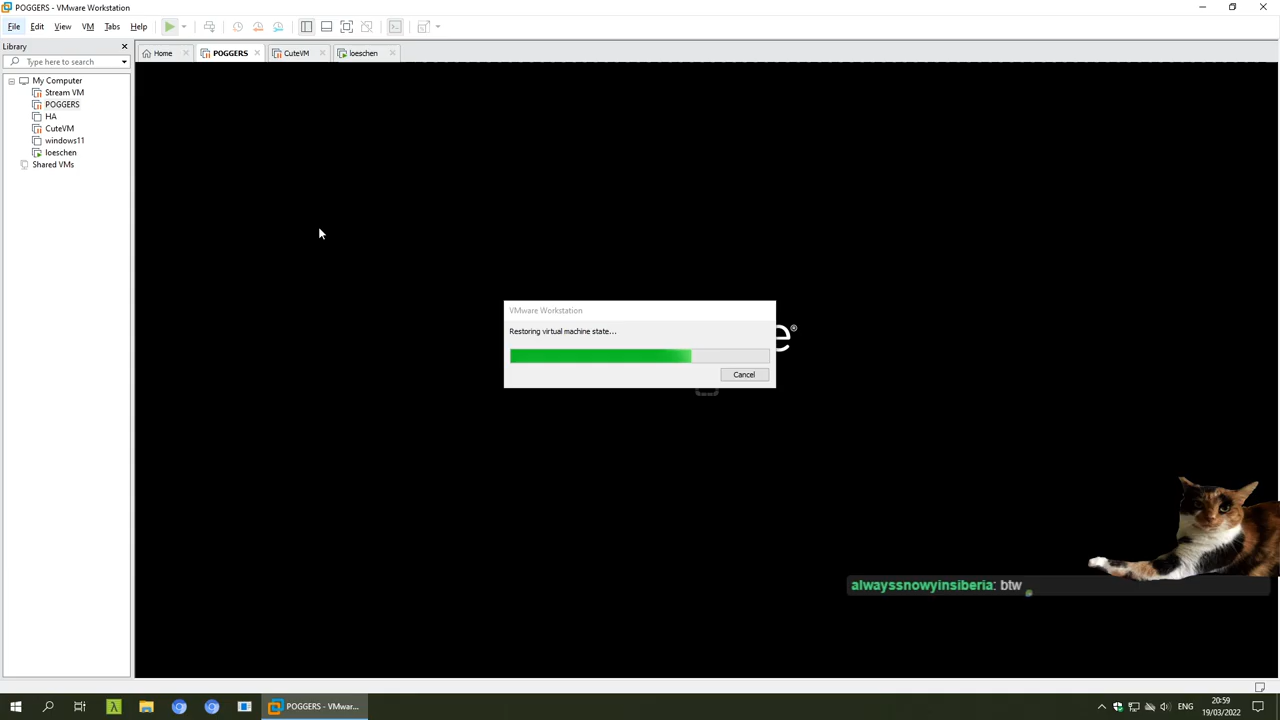 POGGERS - VMware Workstation
File Edit View VM Tabs Help
Library
Type here to search
My Computer
Stream VM
POGGERS
HA
CuteVM
windows11
loeschen
Shared VMs
Home POGGERS CuteVM loeschen
VMware Workstation
Restoring virtual machine state...
Cancel
e®
alwayssnowyinsiberia: btw
POGGERS - VMwar...
ENG
20:59
19/03/2022